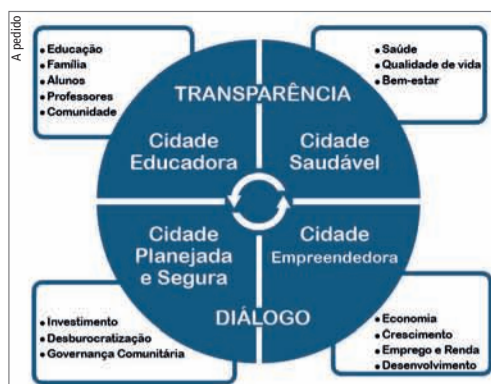 A pedido
• Educação
• Família
• Alunos
• Professores
• Comunidade
• Saúde
• Qualidade de vida
• Bem-estar
TRANSPARÊNCIA
Cidade
Educadora
Cidade
Saudável
Cidade
Planejada
e Segura
Cidade
Empreendedora
DIÁLOGO
• Investimento
• Desburocratização
• Governança Comunitária
• Economia
• Crescimento
• Emprego e Renda
• Desenvolvimento